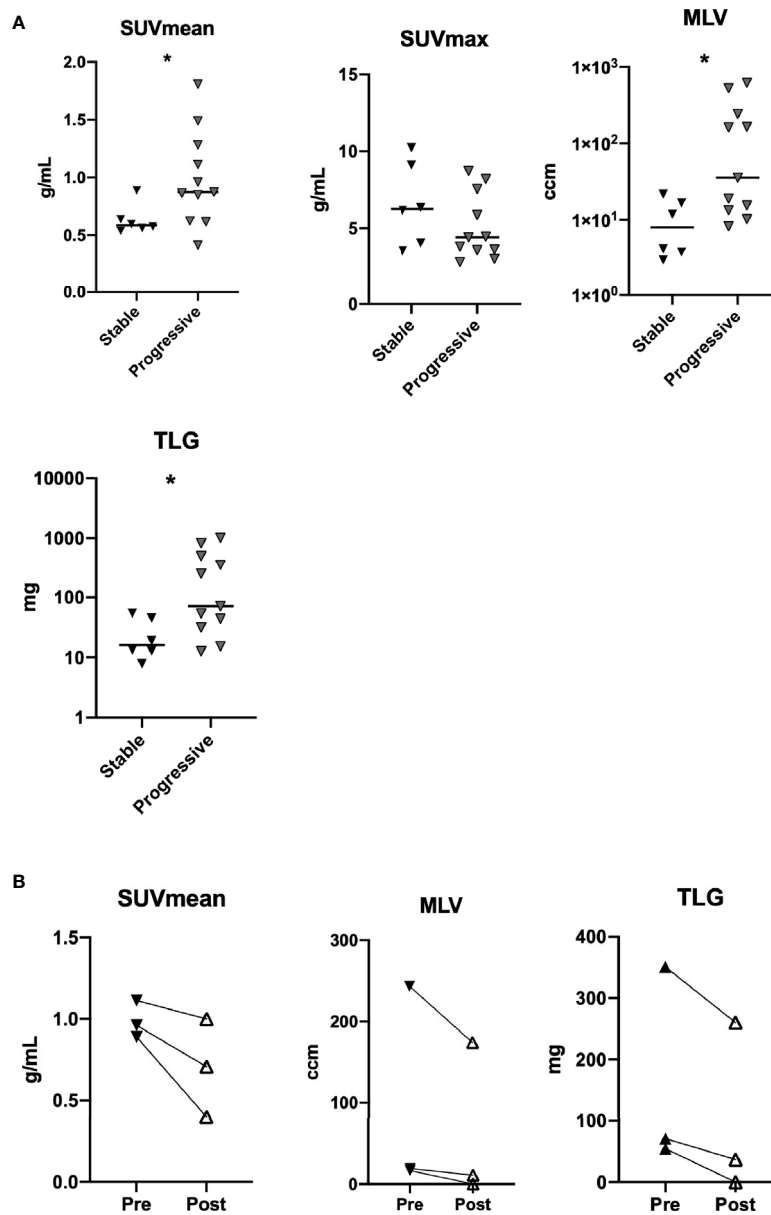 A
SUVmean
*
2.0
1.5
1.0
0.5
0.0
g/mL
Stable
Progressive
SUVmax
15
10
5
0
g/mL
Stable
Progressive
MLV
*
1×10³
1×10²
1×10¹
1×10⁰
ccm
Stable
Progressive
TLG
*
10000
1000
100
10
1
mg
Stable
Progressive
B
SUVmean
1.5
1.0
0.5
0.0
g/mL
Pre Post
MLV
300
200
100
0
ccm
Pre Post
TLG
400
300
200
100
0
mg
Pre Post